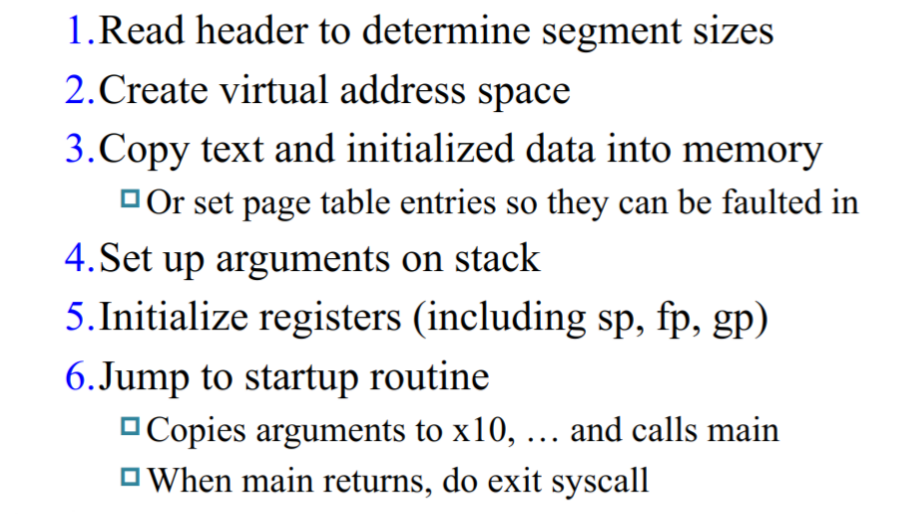 1.Read header to determine segment sizes
2.Create virtual address space
3.Copy text and initialized data into memory
Or set page table entries so they can be faulted in
4.Set up arguments on stack
5.Initialize registers (including sp, fp, gp)
6.Jump to startup routine
Copies arguments to x10, … and calls main
When main returns, do exit syscall